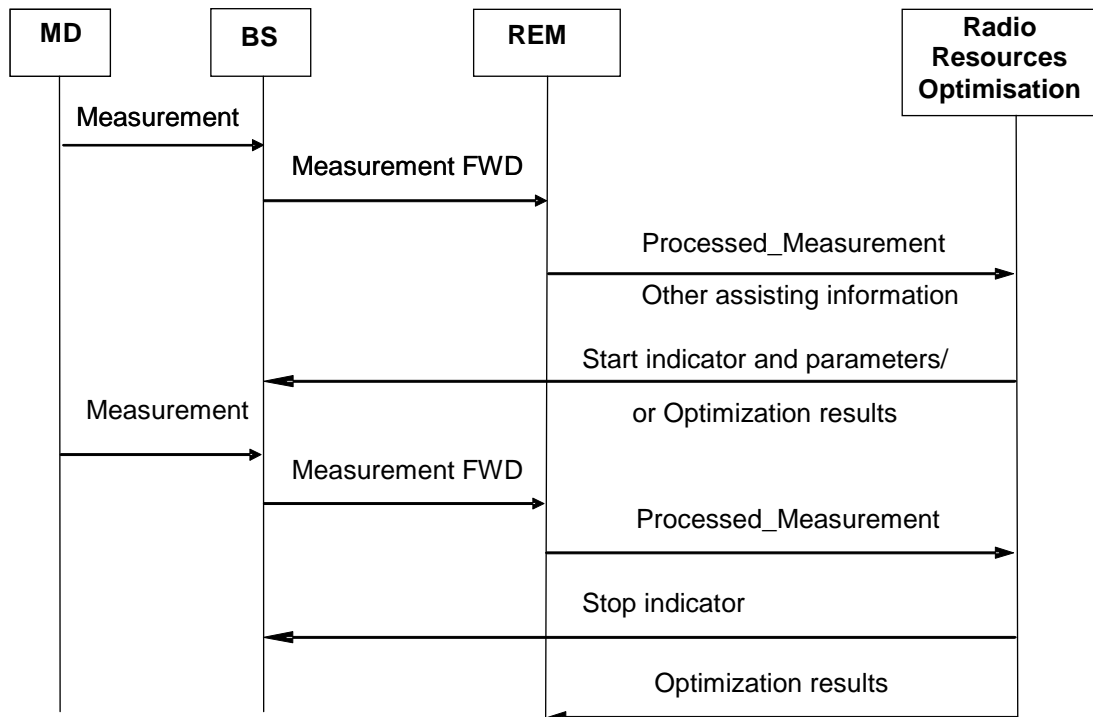 MD
BS
REM
Radio
Resources
Optimisation
Measurement
Measurement FWD
Processed_Measurement
Other assisting information
Start indicator and parameters/
or Optimization results
Measurement
Measurement FWD
Processed_Measurement
Stop indicator
Optimization results